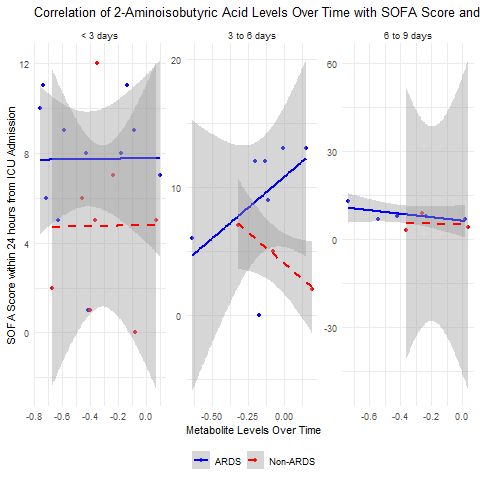 Correlation of 2-Aminoisobutyric Acid Levels Over Time with SOFA Score and
< 3 days
3 to 6 days
6 to 9 days
SOFA Score within 24 hours from ICU Admission
12
8
4
0
20
10
0
60
30
0
-30
-0.8 -0.6 -0.4 -0.2 0.0
-0.50 -0.25 0.00
-0.6 -0.4 -0.2 0.0
Metabolite Levels Over Time
ARDS Non-ARDS